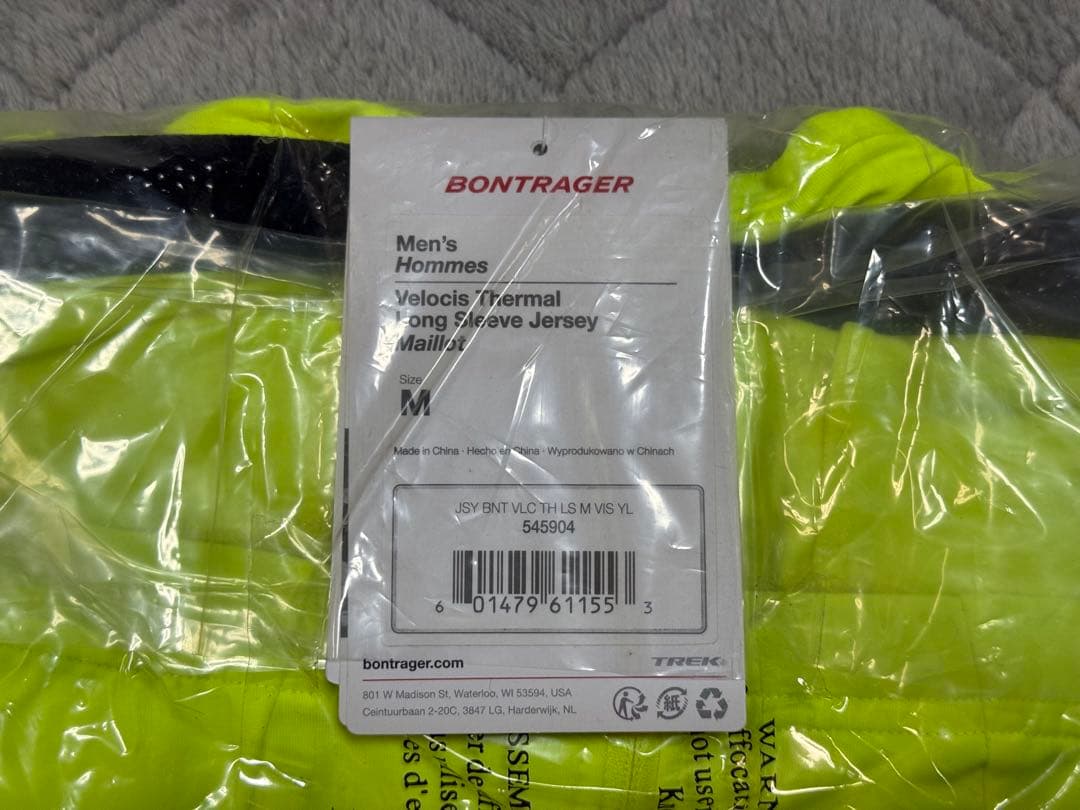 BONTRAGER
Men's
Hommes
Velocis Thermal
Long Sleeve Jersey
Maillot
Size
M
Made in China · Hecho en China · Wyprodukowano w Chinach
JSY BNT VLC TH LS M VIS YL
545904
6 01479 61155 3
bontrager.com
TREK
801 W Madison St, Waterloo, WI 53594, USA
Ceintuurbaan 2-20C, 3847 LG, Harderwijk, NL
紙